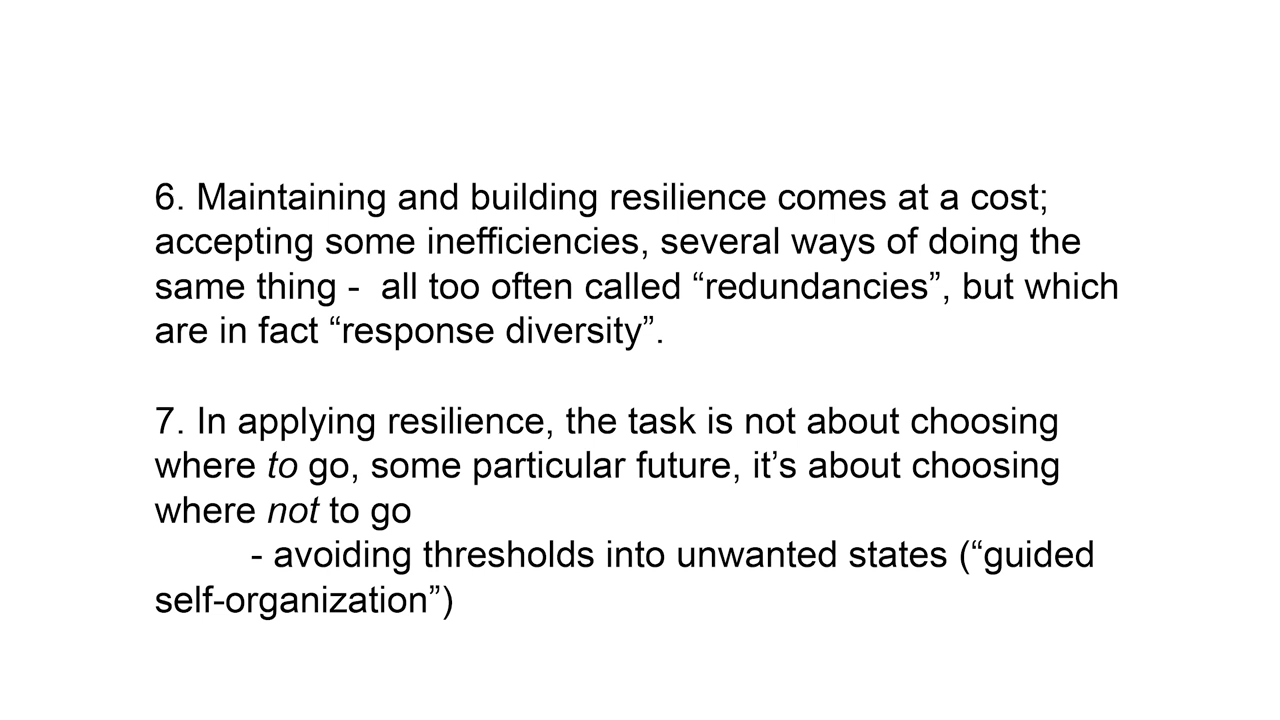 6. Maintaining and building resilience comes at a cost;
accepting some inefficiencies, several ways of doing the
same thing -  all too often called “redundancies”, but which
are in fact “response diversity”.
7. In applying resilience, the task is not about choosing
where to go, some particular future, it’s about choosing
where not to go
- avoiding thresholds into unwanted states (“guided
self-organization”)